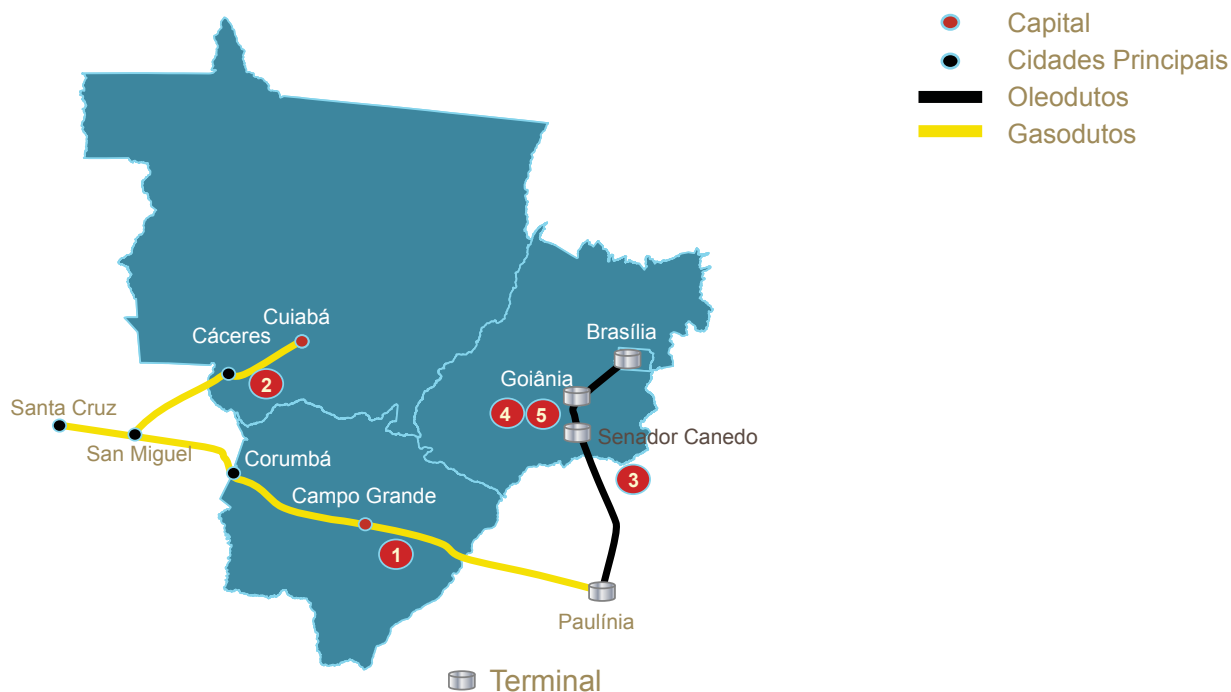 Capital
Cidades Principais
Oleodutos
Gasodutos
Cuiabá
Cáceres
2
Brasília
Goiânia
4
5
Santa Cruz
San Miguel
Senador Canedo
Corumbá
3
Campo Grande
1
Paulínia
Terminal